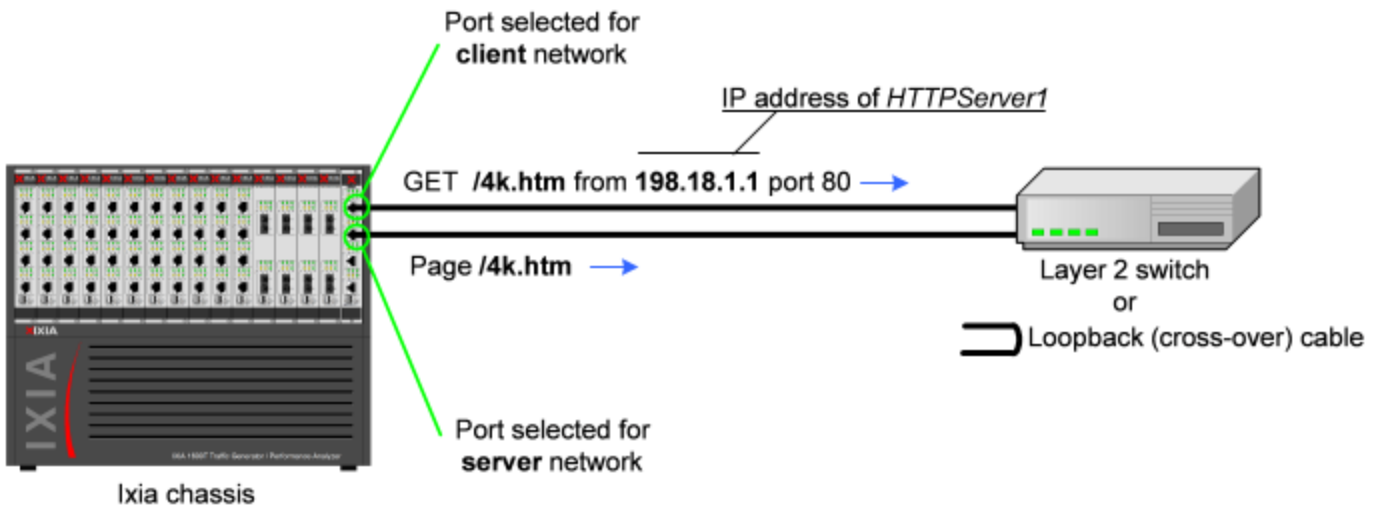 Port selected for
client network
IP address of HTTPServer1
GET /4k.htm from 198.18.1.1 port 80
Page /4k.htm
Layer 2 switch
or
Loopback (cross-over) cable
IXIA
IXIA
Port selected for
server network
Ixia chassis